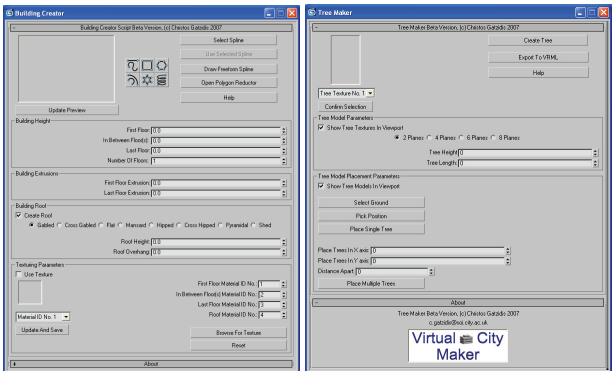 Building Creator
Building Creator Script Beta Version, (c) Christos Gatzidis 2007
Select Spline
Use Selected Spline
Draw Freeform Spline
Open Polygon Reductor
Help
Update Preview
Building Height
First Floor: 0.0
In Between Floor(s): 0.0
Last Floor: 0.0
Number Of Floors: 1
Building Extrusions
First Floor Extrusion: 0.0
Last Floor Extrusion: 0.0
Building Roof
Create Roof
Gabled Cross Gabled Flat Mansard Hipped Cross Hipped Pyramidal Shed
Roof Height: 0.0
Roof Overhang: 0.0
Texturing Parameters
Use Texture
First Floor Material ID No.: 1
In Between Floor(s) Material ID No.: 2
Last Floor Material ID No.: 3
Roof Material ID No.: 4
Material ID No. 1
Update And Save
Browse For Texture
Reset
About
Tree Maker
Tree Maker Beta Version, (c) Christos Gatzidis 2007
Create Tree
Export To VRML
Help
Tree Texture No. 1
Confirm Selection
Tree Model Parameters
Show Tree Textures In Viewport
2 Planes 4 Planes 6 Planes 8 Planes
Tree Height: 0
Tree Length: 0
Tree Model Placement Parameters
Show Tree Models In Viewport
Select Ground
Pick Position
Place Single Tree
Place Trees In X axis: 0
Place Trees In Y axis: 0
Distance Apart: 0
Place Multiple Trees
About
Tree Maker Beta Version, (c) Christos Gatzidis 2007
c.gatzidis@soi.city.ac.uk
Virtual City
Maker